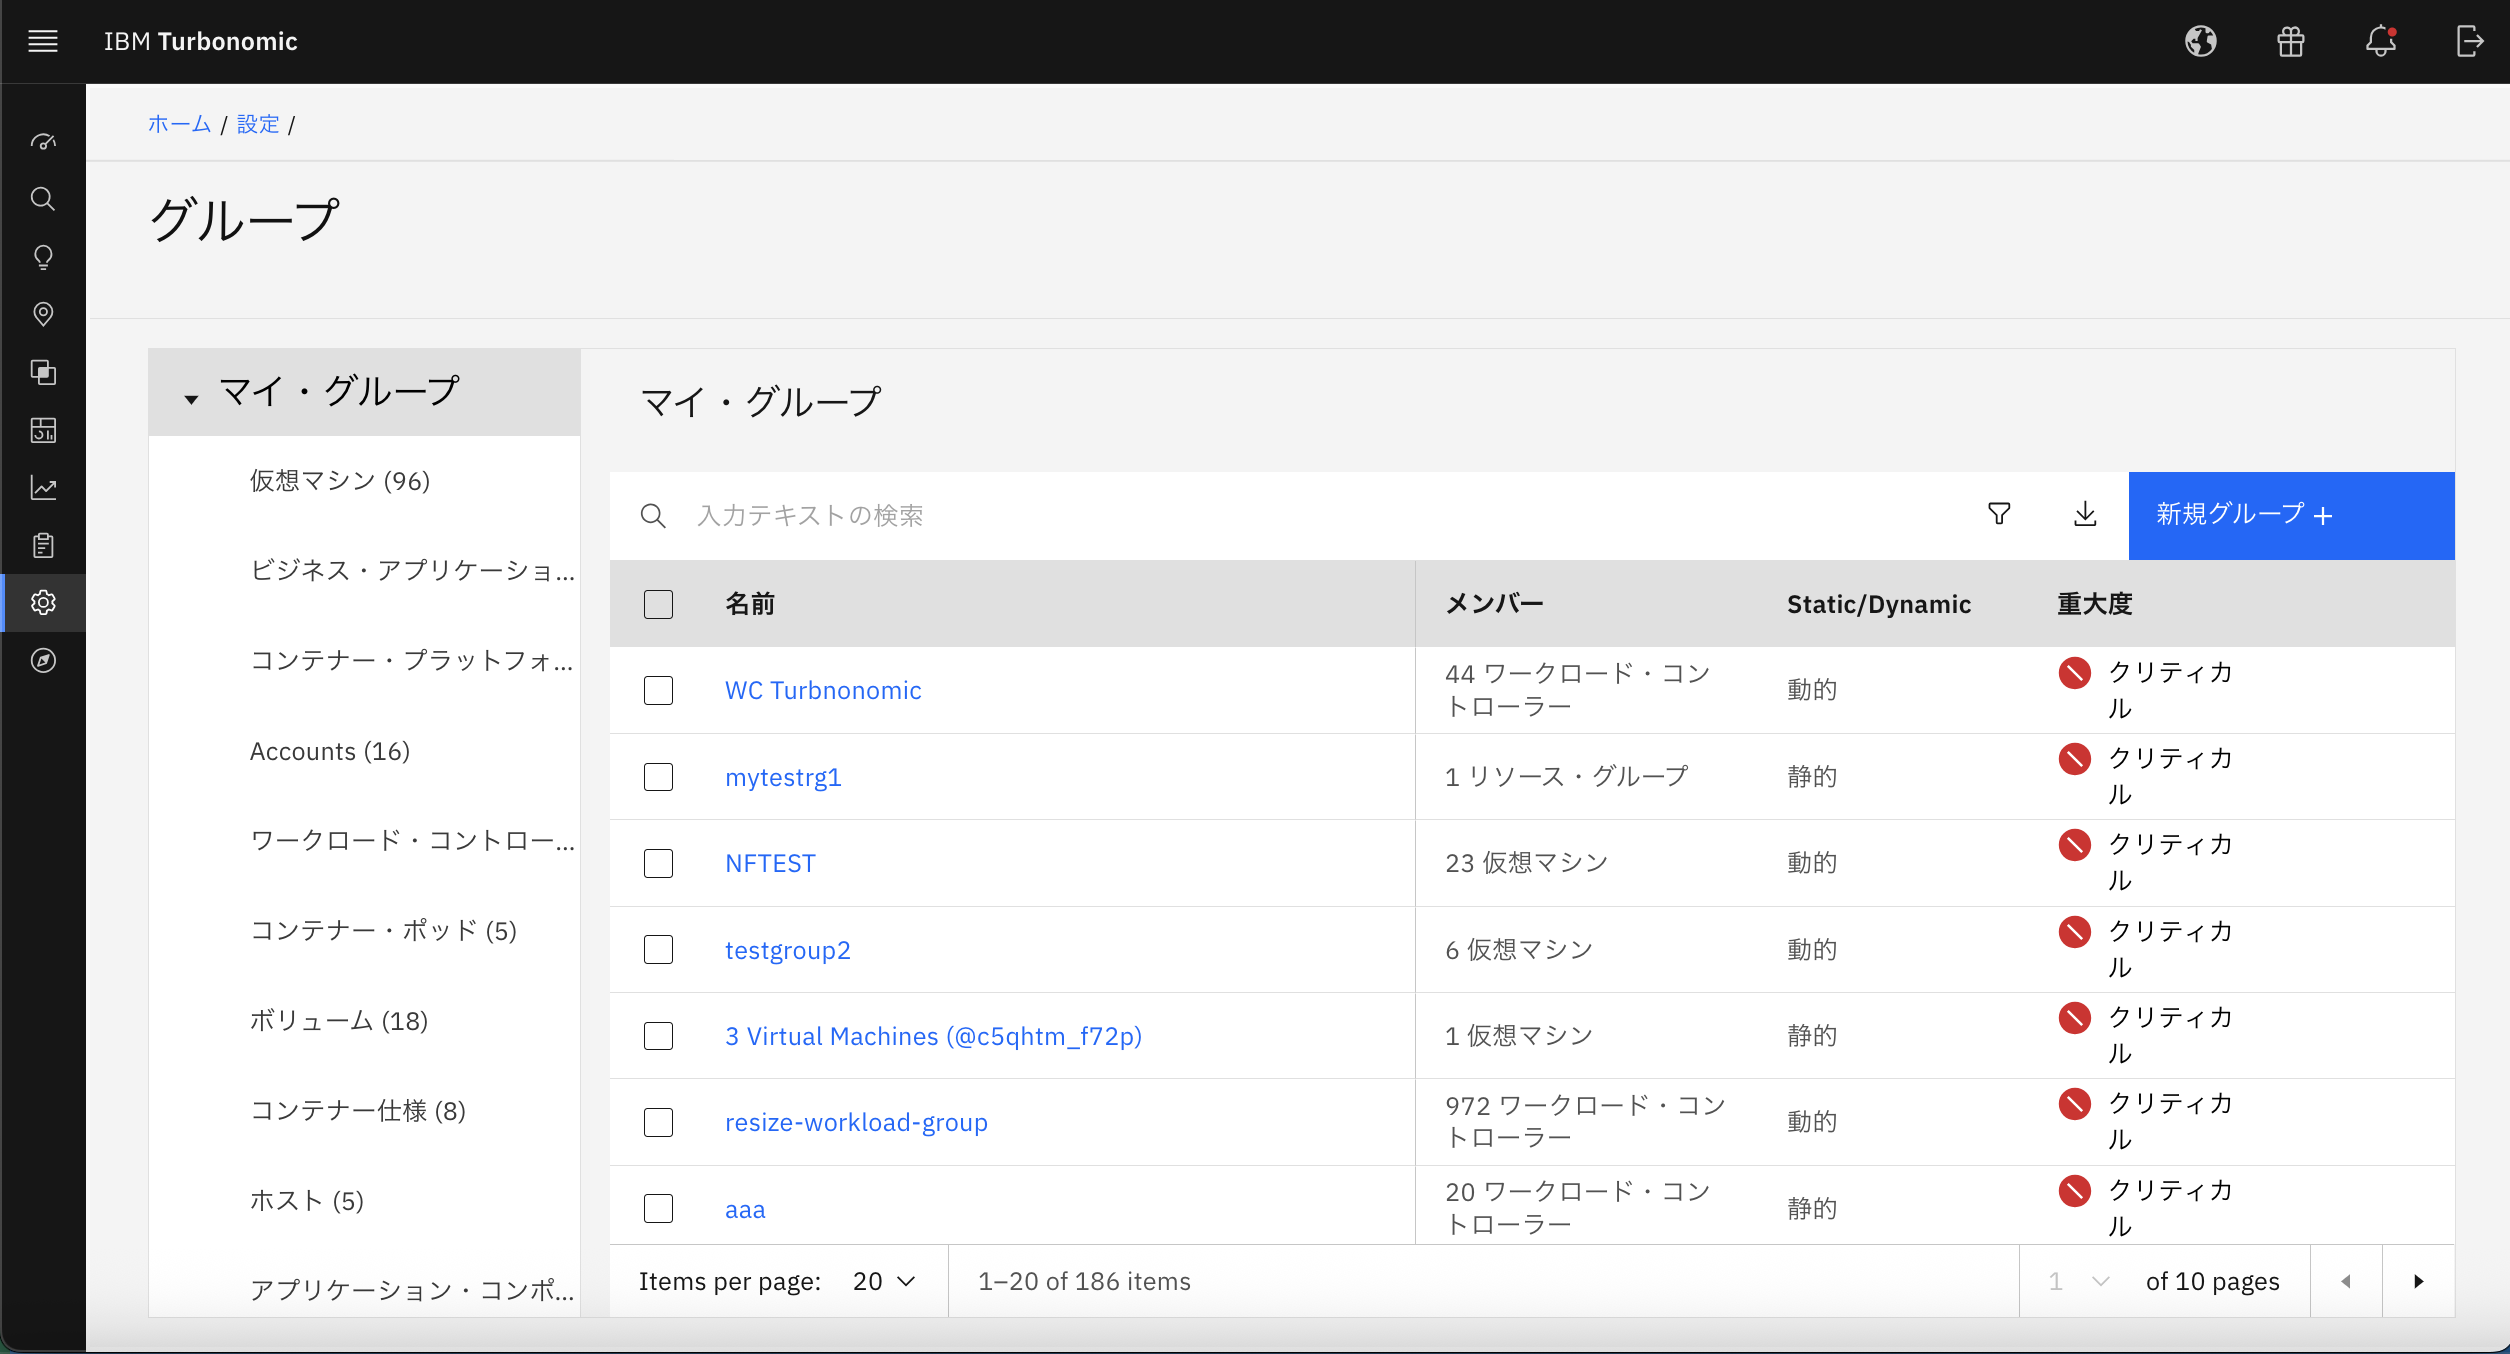 IBM Turbonomic
ホーム / 設定 /
グループ
マイ・グループ
仮想マシン (96)
ビジネス・アプリケーショ...
コンテナー・プラットフォ...
Accounts (16)
ワークロード・コントロー...
コンテナー・ポッド (5)
ボリューム (18)
コンテナー仕様 (8)
ホスト (5)
アプリケーション・コンポ...
マイ・グループ
入力テキストの検索
新規グループ +
名前 メンバー Static/Dynamic 重大度
WC Turbnonomic
44 ワークロード・コン
トローラー
動的
クリティカ
ル
mytestrg1
1 リソース・グループ
静的
クリティカ
ル
NFTEST
23 仮想マシン
動的
クリティカ
ル
testgroup2
6 仮想マシン
動的
クリティカ
ル
3 Virtual Machines (@c5qhtm_f72p)
1 仮想マシン
静的
クリティカ
ル
resize-workload-group
972 ワークロード・コン
トローラー
動的
クリティカ
ル
aaa
20 ワークロード・コン
トローラー
静的
クリティカ
ル
Items per page: 20
1–20 of 186 items
1 of 10 pages